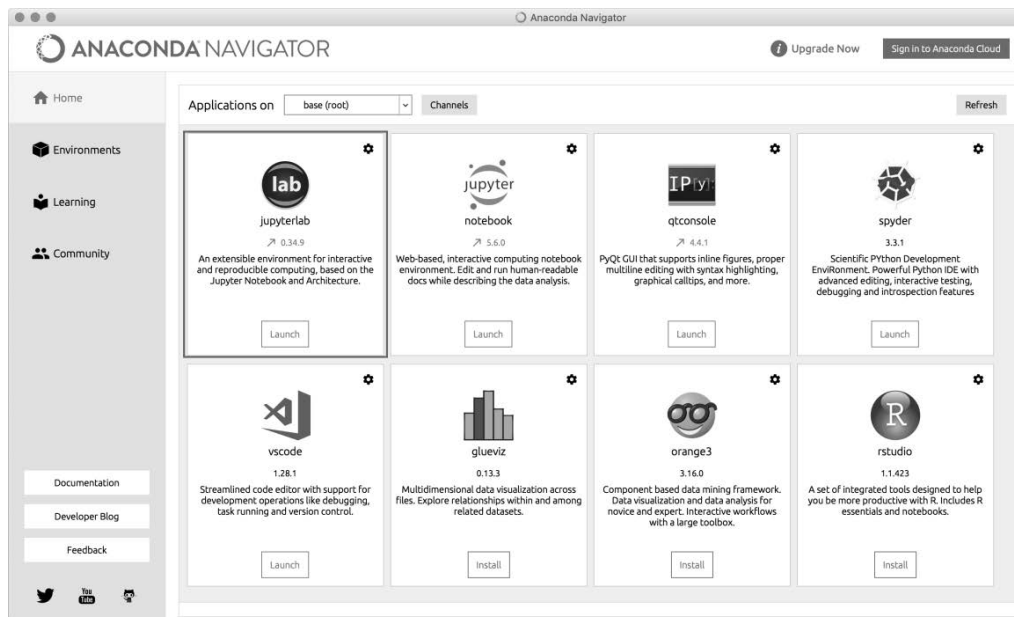 Anaconda Navigator
ANACONDA NAVIGATOR
Upgrade Now
Sign in to Anaconda Cloud
Home
Environments
Learning
Community
Documentation
Developer Blog
Feedback
You
Tube
Applications on
base (root)
Channels
Refresh
lab
jupyterlab
0.34.9
An extensible environment for interactive
and reproducible computing, based on the
Jupyter Notebook and Architecture.
Launch
jupyter
notebook
5.6.0
Web-based, interactive computing notebook
environment. Edit and run human-readable
docs while describing the data analysis.
Launch
IP[y]:
qtconsole
4.4.1
PyQt GUI that supports inline figures, proper
multiline editing with syntax highlighting,
graphical calltips, and more.
Launch
spyder
3.3.1
Scientific PYthon Development
EnviRonment. Powerful Python IDE with
advanced editing, interactive testing,
debugging and introspection features
Launch
vscode
1.28.1
Streamlined code editor with support for
development operations like debugging,
task running and version control.
Launch
glueviz
0.13.3
Multidimensional data visualization across
files. Explore relationships within and among
related datasets.
Install
orange3
3.16.0
Component based data mining framework.
Data visualization and data analysis for
novice and expert. Interactive workflows
with a large toolbox.
Install
R
rstudio
1.1.423
A set of integrated tools designed to help
you be more productive with R. Includes R
essentials and notebooks.
Install